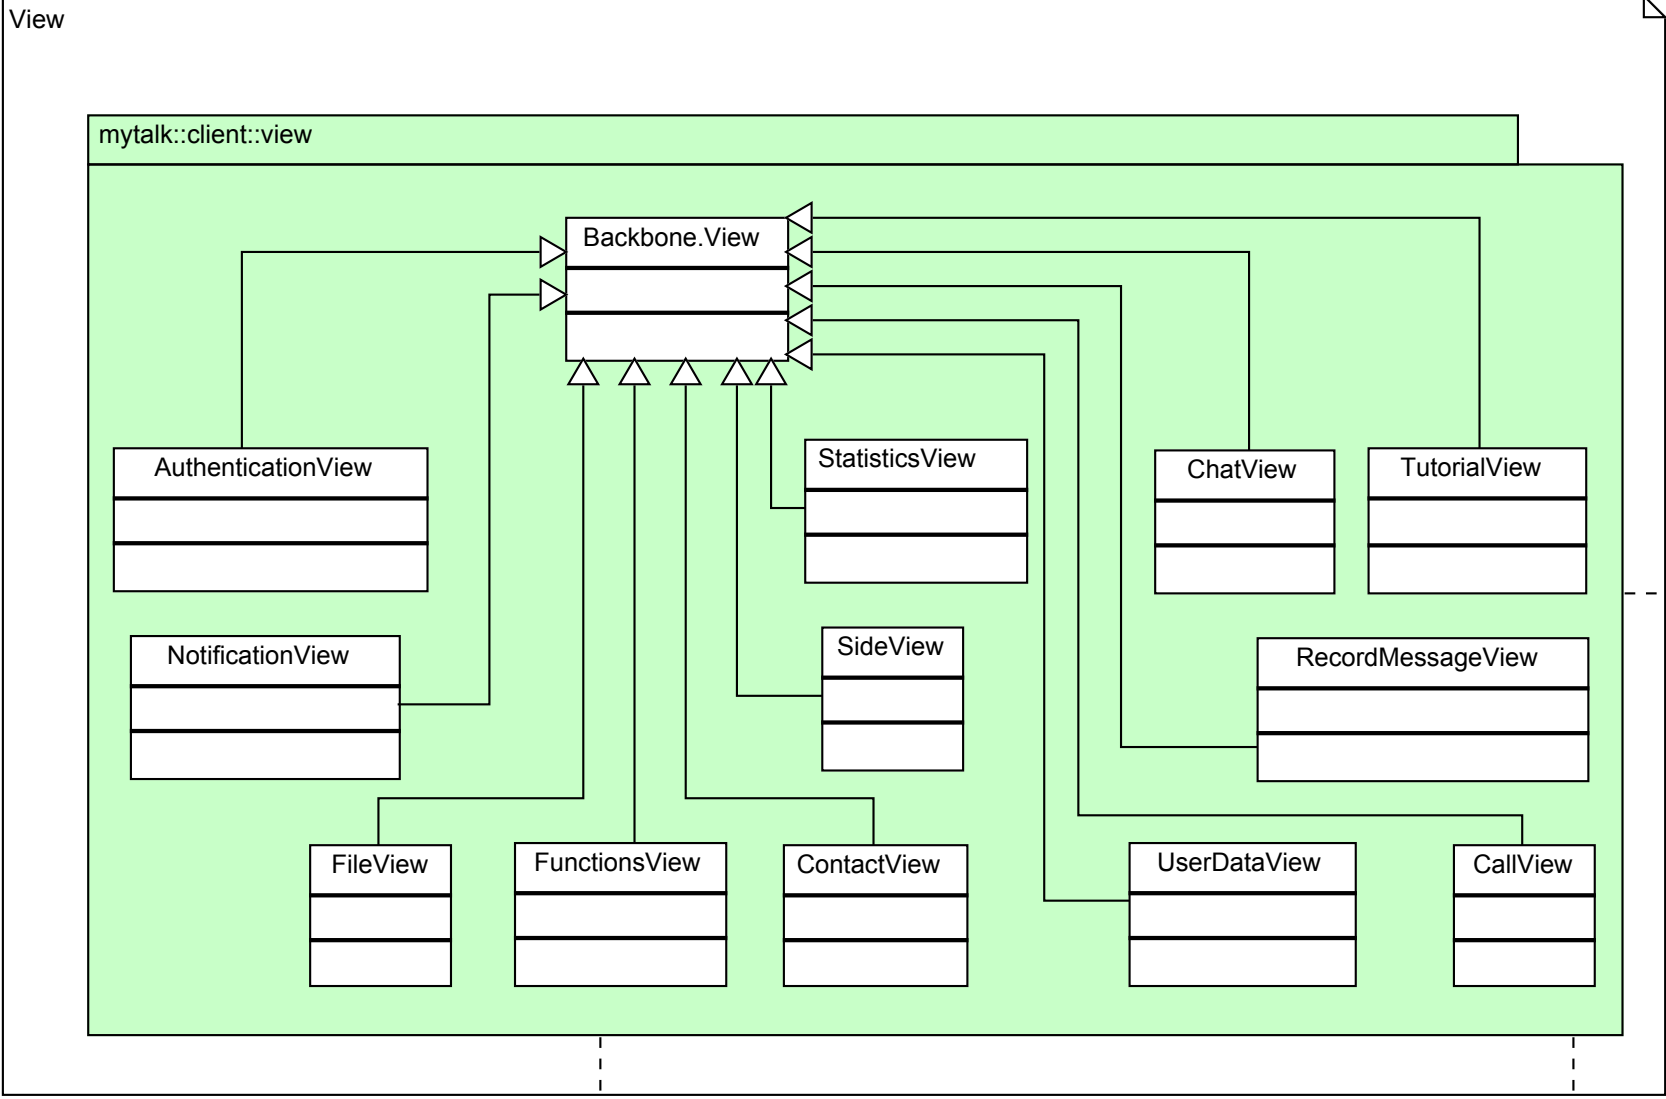 View
mytalk::client::view
Backbone.View
AuthenticationView
StatisticsView
ChatView
TutorialView
NotificationView
SideView
RecordMessageView
FileView
FunctionsView
ContactView
UserDataView
CallView